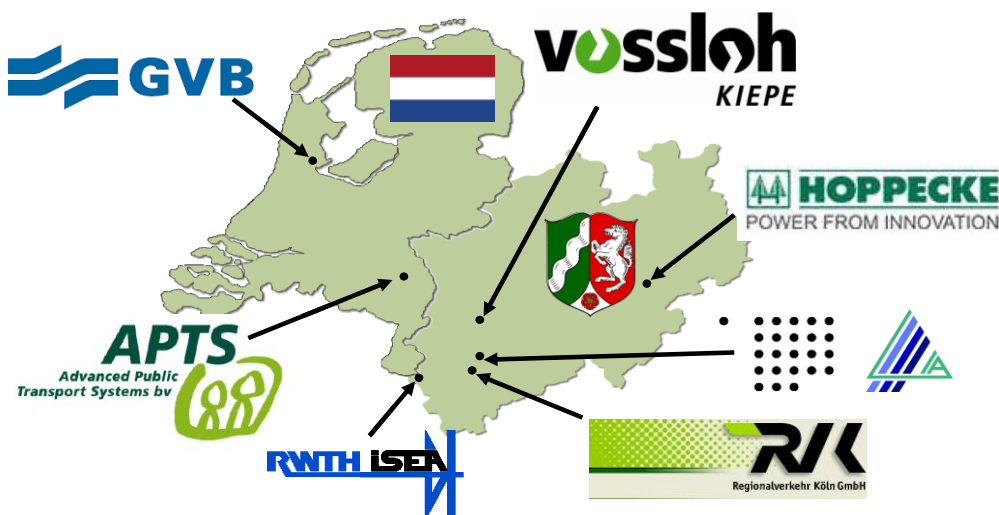 GVB
vossloh
KIEPE
HOPPECKE
POWER FROM INNOVATION
APTS
Advanced Public
Transport Systems bv
IA
RWTH iSEA
RVK
Regionalverkehr Köln GmbH